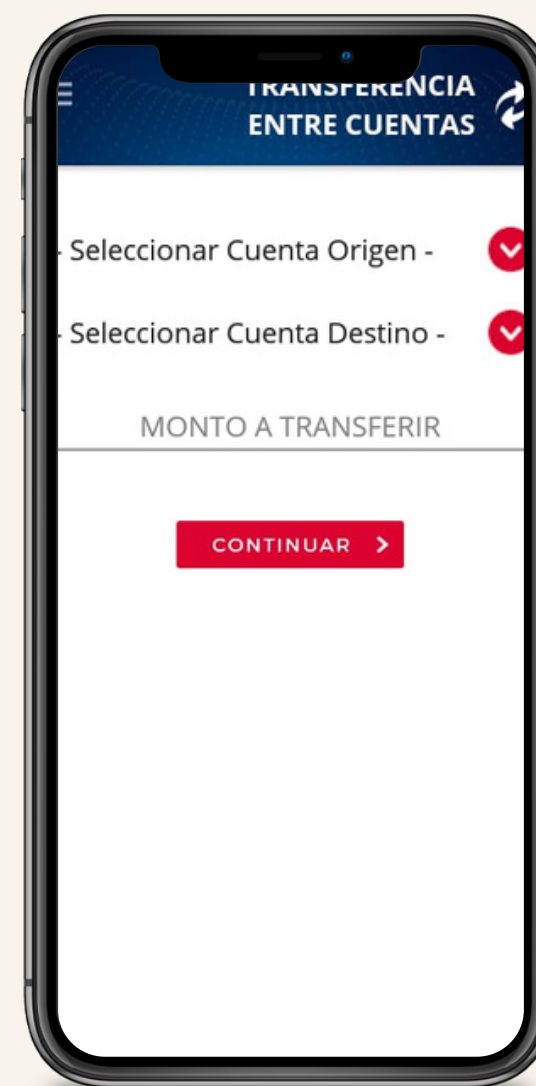 TRANSFERENCIA
ENTRE CUENTAS
- Seleccionar Cuenta Origen -
- Seleccionar Cuenta Destino -
MONTO A TRANSFERIR
CONTINUAR